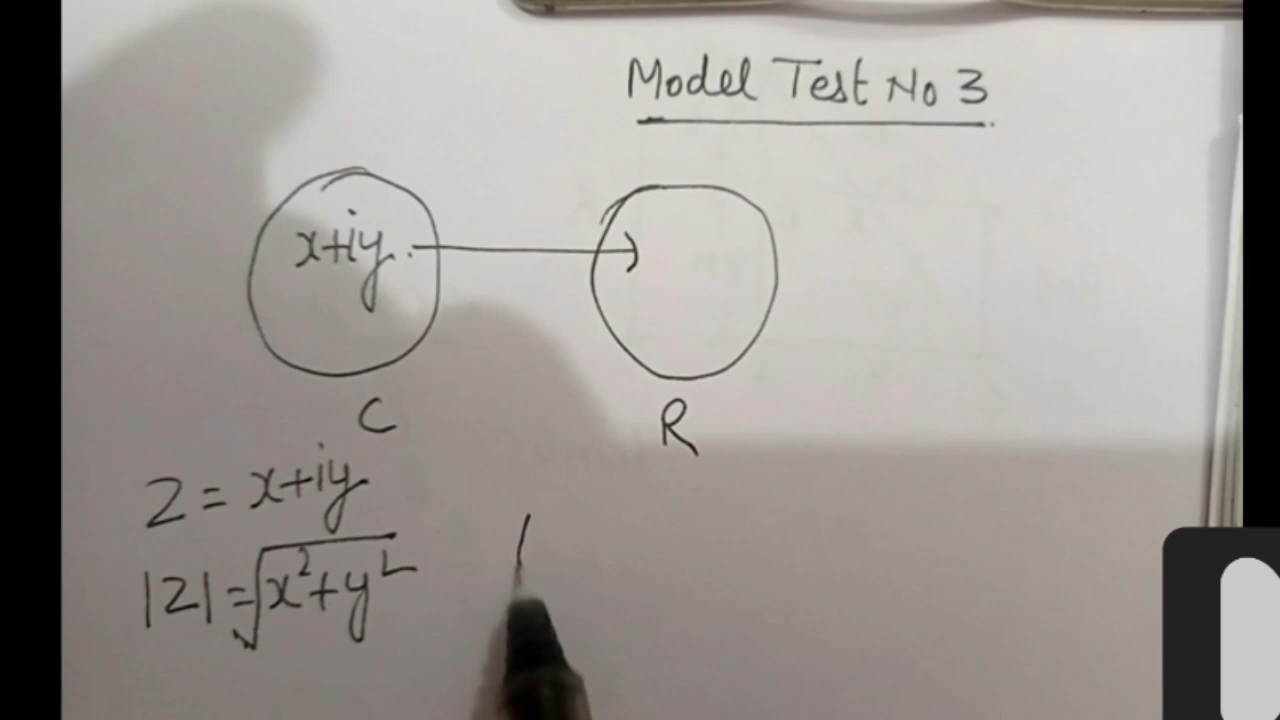 Model Test No 3
x+iy
C
R
Z = x+iy
|Z| = √x²+y²